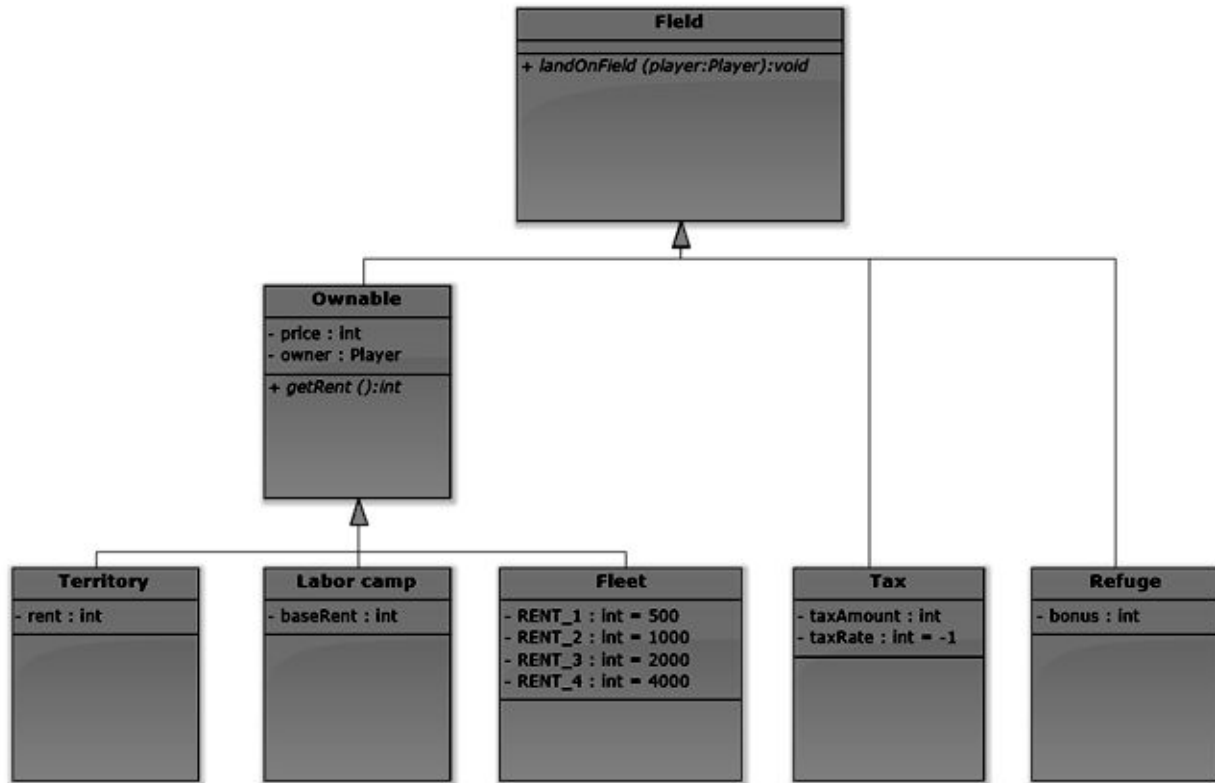 Field
+ landOnField (player:Player):void
Ownable
- price : int
- owner : Player
+ getRent ():int
Territory
- rent : int
Labor camp
- baseRent : int
Fleet
- RENT_1 : int = 500
- RENT_2 : int = 1000
- RENT_3 : int = 2000
- RENT_4 : int = 4000
Tax
- taxAmount : int
- taxRate : int = -1
Refuge
- bonus : int